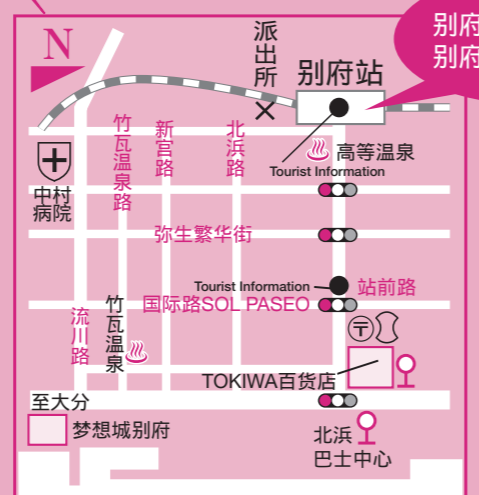 别府
别府
N
派出所
别府站
竹瓦温泉路
新宫路
北浜路
高等温泉
Tourist Information
中村
病院
弥生繁华街
Tourist Information
站前路
国际路SOL PASEO
流川路
竹瓦温泉
〒
TOKIWA百货店
至大分
梦想城别府
北浜
巴士中心